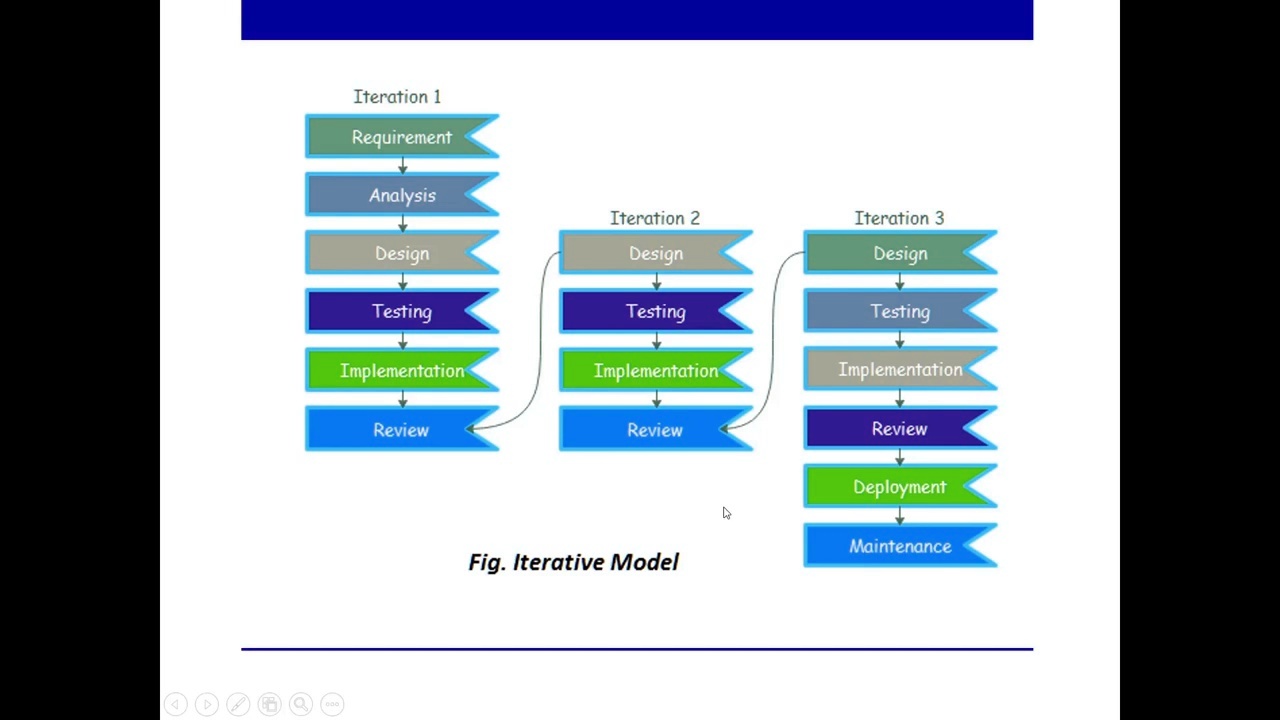 Iteration 1
Requirement
Analysis
Design
Testing
Implementation
Review
Iteration 2
Design
Testing
Implementation
Review
Iteration 3
Design
Testing
Implementation
Review
Deployment
Maintenance
Fig. Iterative Model